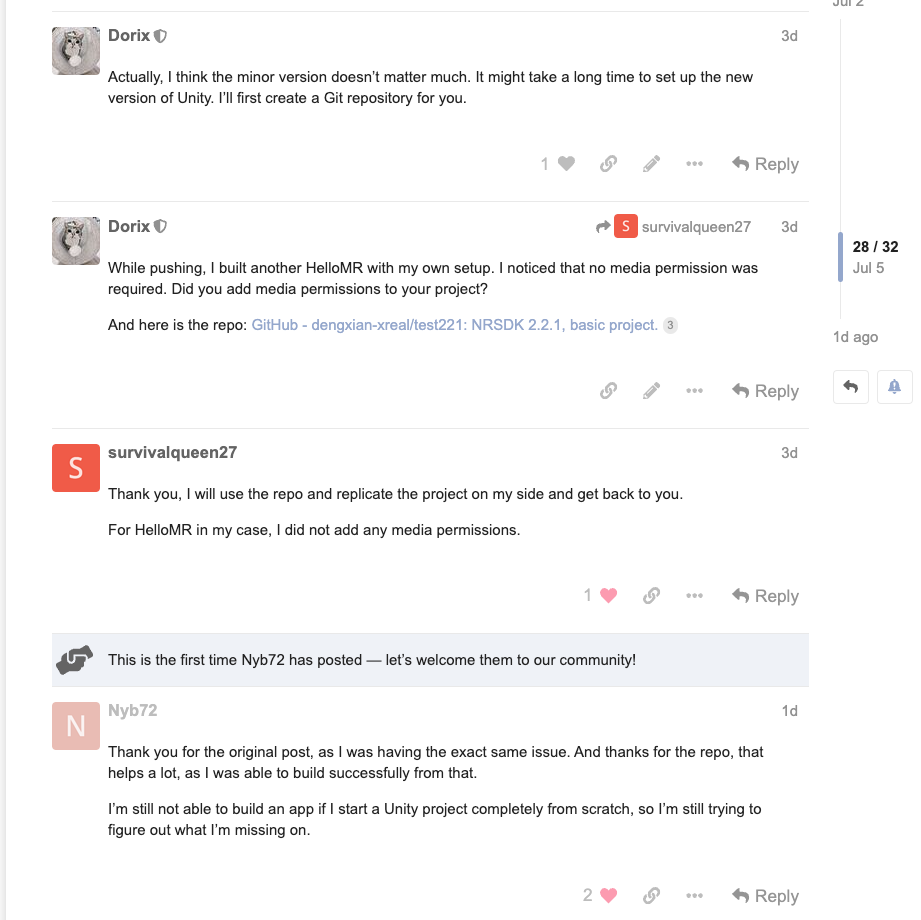 Jul 2
Dorix
3d
Actually, I think the minor version doesn’t matter much. It might take a long time to set up the new
version of Unity. I’ll first create a Git repository for you.
1
Reply
Dorix
S survivalqueen27
3d
While pushing, I built another HelloMR with my own setup. I noticed that no media permission was
required. Did you add media permissions to your project?
And here is the repo: GitHub - dengxian-xreal/test221: NRSDK 2.2.1, basic project. 3
Reply
28 / 32
Jul 5
1d ago
S
survivalqueen27
3d
Thank you, I will use the repo and replicate the project on my side and get back to you.
For HelloMR in my case, I did not add any media permissions.
1
Reply
This is the first time Nyb72 has posted — let’s welcome them to our community!
N
Nyb72
1d
Thank you for the original post, as I was having the exact same issue. And thanks for the repo, that
helps a lot, as I was able to build successfully from that.
I’m still not able to build an app if I start a Unity project completely from scratch, so I’m still trying to
figure out what I’m missing on.
2
Reply